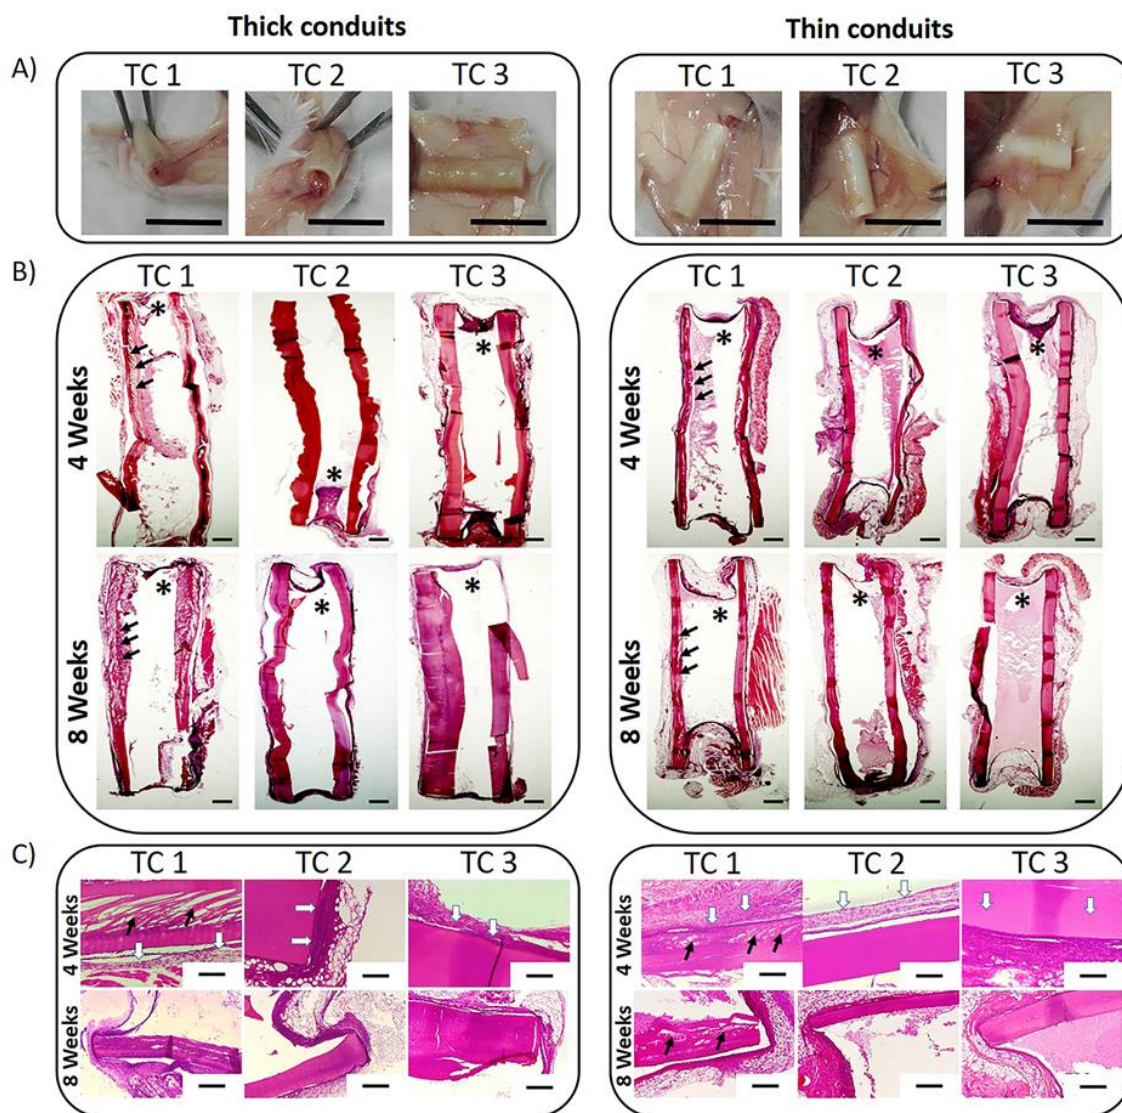 Thick conduits Thin conduits
A)
TC 1 TC 2 TC 3 TC 1 TC 2 TC 3
B)
TC 1 TC 2 TC 3 TC 1 TC 2 TC 3
4 Weeks 4 Weeks
* * * * * *
8 Weeks 8 Weeks
* * * * * *
C)
TC 1 TC 2 TC 3 TC 1 TC 2 TC 3
4 Weeks 4 Weeks
8 Weeks 8 Weeks